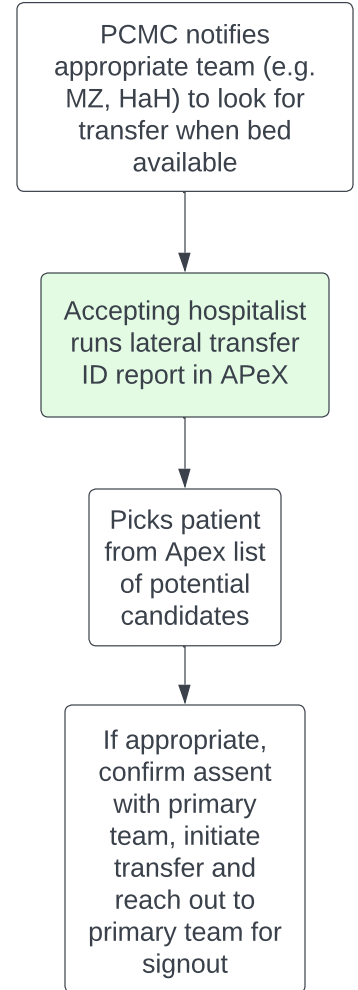 PCMC notifies
appropriate team (e.g.
MZ, HaH) to look for
transfer when bed
available
Accepting hospitalist
runs lateral transfer
ID report in APeX
Picks patient
from Apex list
of potential
candidates
If appropriate,
confirm assent
with primary
team, initiate
transfer and
reach out to
primary team for
signout